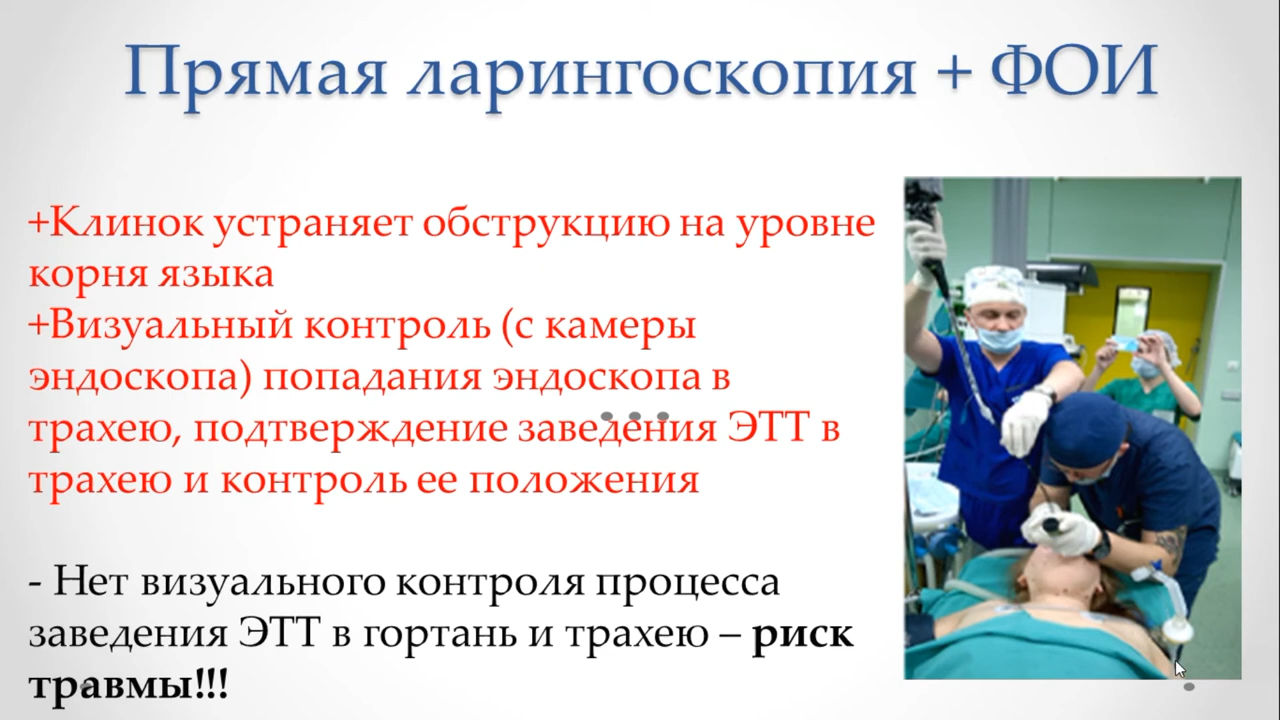 Прямая ларингоскопия + ФОИ
+Клинок устраняет обструкцию на уровне
корня языка
+Визуальный контроль (с камеры
эндоскопа) попадания эндоскопа в
трахею, подтверждение заведения ЭТТ в
трахею и контроль ее положения
- Нет визуального контроля процесса
заведения ЭТТ в гортань и трахею – риск
травмы!!!